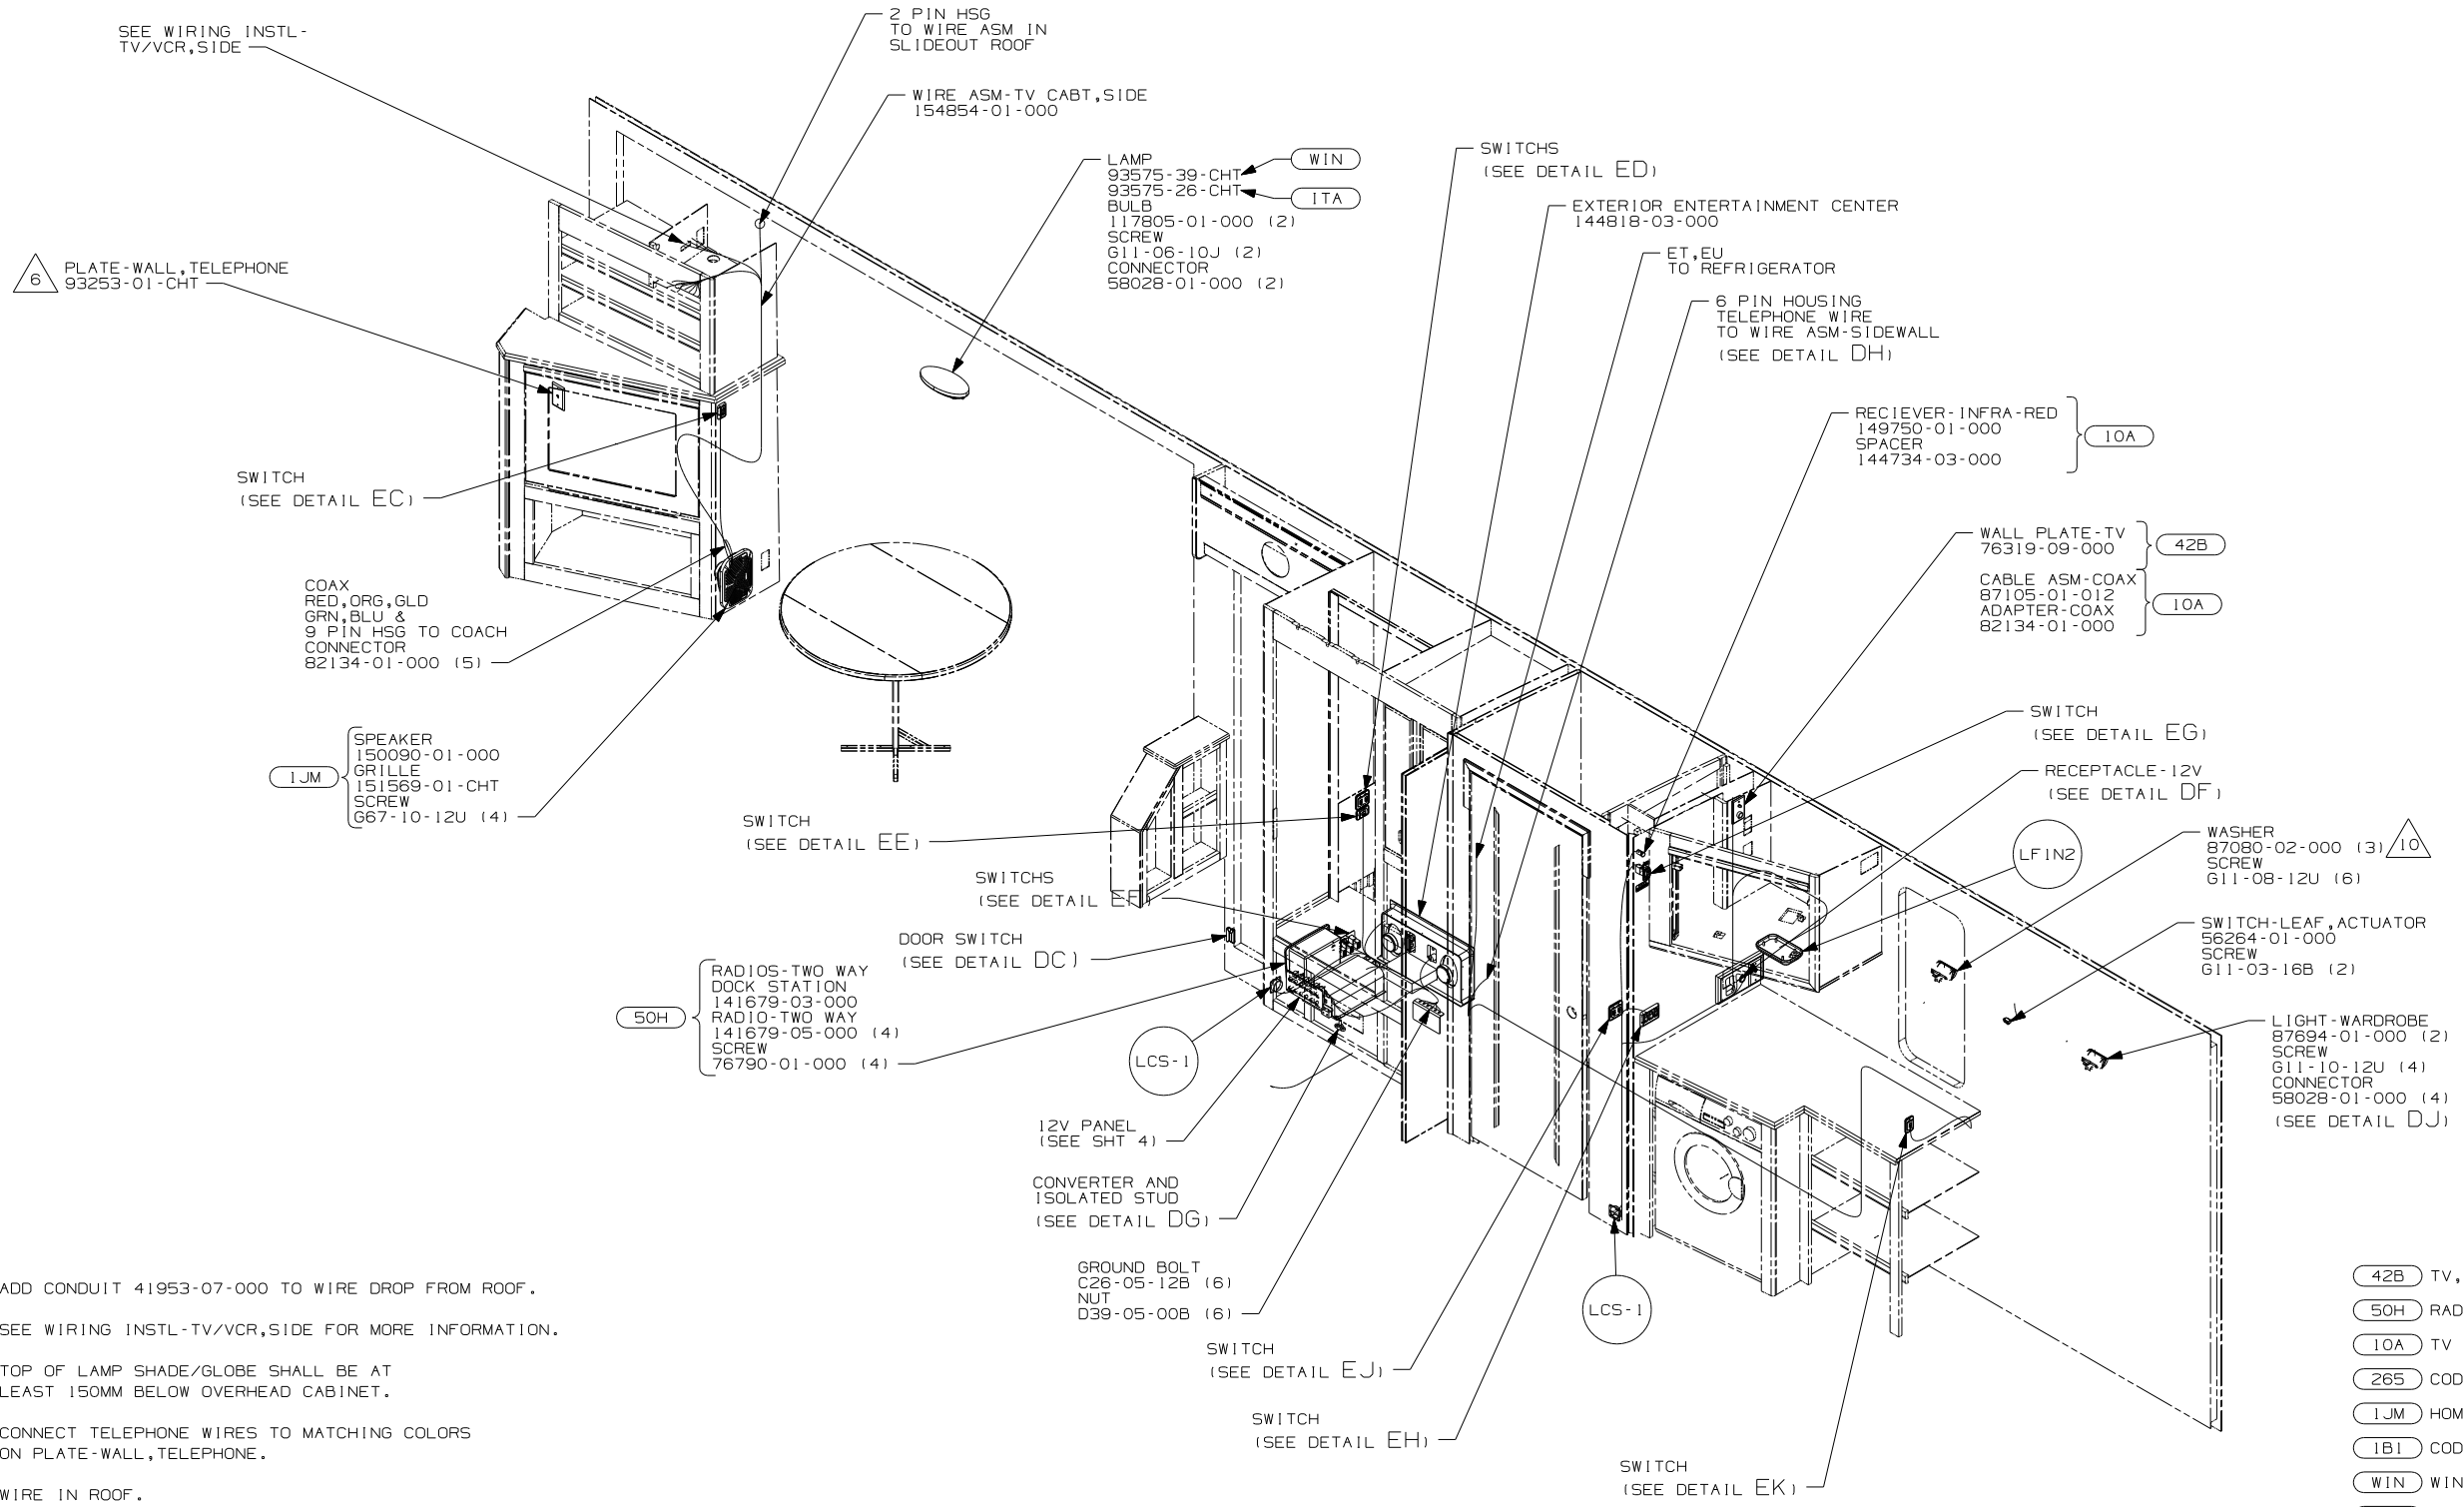 SEE WIRING INSTL-
TV/VCR,SIDE
2 PIN HSG
TO WIRE ASM IN
SLIDEOUT ROOF
WIRE ASM-TV CABT,SIDE
154854-01-000
LAMP
93575-39-CHT
WIN
93575-26-CHT
ITA
BULB
117805-01-000 (2)
SCREW
G11-06-10J (2)
CONNECTOR
58028-01-000 (2)
SWITCHS
(SEE DETAIL ED)
EXTERIOR ENTERTAINMENT CENTER
144818-03-000
ET,EU
TO REFRIGERATOR
6 PIN HOUSING
TELEPHONE WIRE
TO WIRE ASM-SIDEWALL
(SEE DETAIL DH)
6
PLATE-WALL,TELEPHONE
93253-01-CHT
RECIEVER-INFRA-RED
149750-01-000
SPACER
144734-03-000
10A
SWITCH
(SEE DETAIL EC)
WALL PLATE-TV
76319-09-000
42B
CABLE ASM-COAX
87105-01-012
ADAPTER-COAX
82134-01-000
10A
COAX
RED,ORG,GLD
GRN,BLU &
9 PIN HSG TO COACH
CONNECTOR
82134-01-000 (5)
1JM
SPEAKER
150090-01-000
GRILLE
151569-01-CHT
SCREW
G67-10-12U (4)
SWITCH
(SEE DETAIL EG)
RECEPTACLE-12V
(SEE DETAIL DF)
LF1N2
WASHER
87080-02-000 (3)
10
SCREW
G11-08-12U (6)
SWITCH
(SEE DETAIL EE)
SWITCHS
(SEE DETAIL EF)
DOOR SWITCH
(SEE DETAIL DC)
SWITCH-LEAF,ACTUATOR
56264-01-000
SCREW
G11-03-16B (2)
50H
RADIOS-TWO WAY
DOCK STATION
141679-03-000
RADIO-TWO WAY
141679-05-000 (4)
SCREW
76790-01-000 (4)
LCS-1
LIGHT-WARDROBE
87694-01-000 (2)
SCREW
G11-10-12U (4)
CONNECTOR
58028-01-000 (4)
(SEE DETAIL DJ)
12V PANEL
(SEE SHT 4)
CONVERTER AND
ISOLATED STUD
(SEE DETAIL DG)
GROUND BOLT
C26-05-12B (6)
NUT
D39-05-00B (6)
LCS-1
SWITCH
(SEE DETAIL EJ)
SWITCH
(SEE DETAIL EH)
SWITCH
(SEE DETAIL EK)
ADD CONDUIT 41953-07-000 TO WIRE DROP FROM ROOF.
SEE WIRING INSTL-TV/VCR,SIDE FOR MORE INFORMATION.
TOP OF LAMP SHADE/GLOBE SHALL BE AT
LEAST 150MM BELOW OVERHEAD CABINET.
CONNECT TELEPHONE WIRES TO MATCHING COLORS
ON PLATE-WALL,TELEPHONE.
WIRE IN ROOF.
42B TV,
50H RAD
10A TV
265 COD
1JM HOM
1B1 COD
WIN WIN